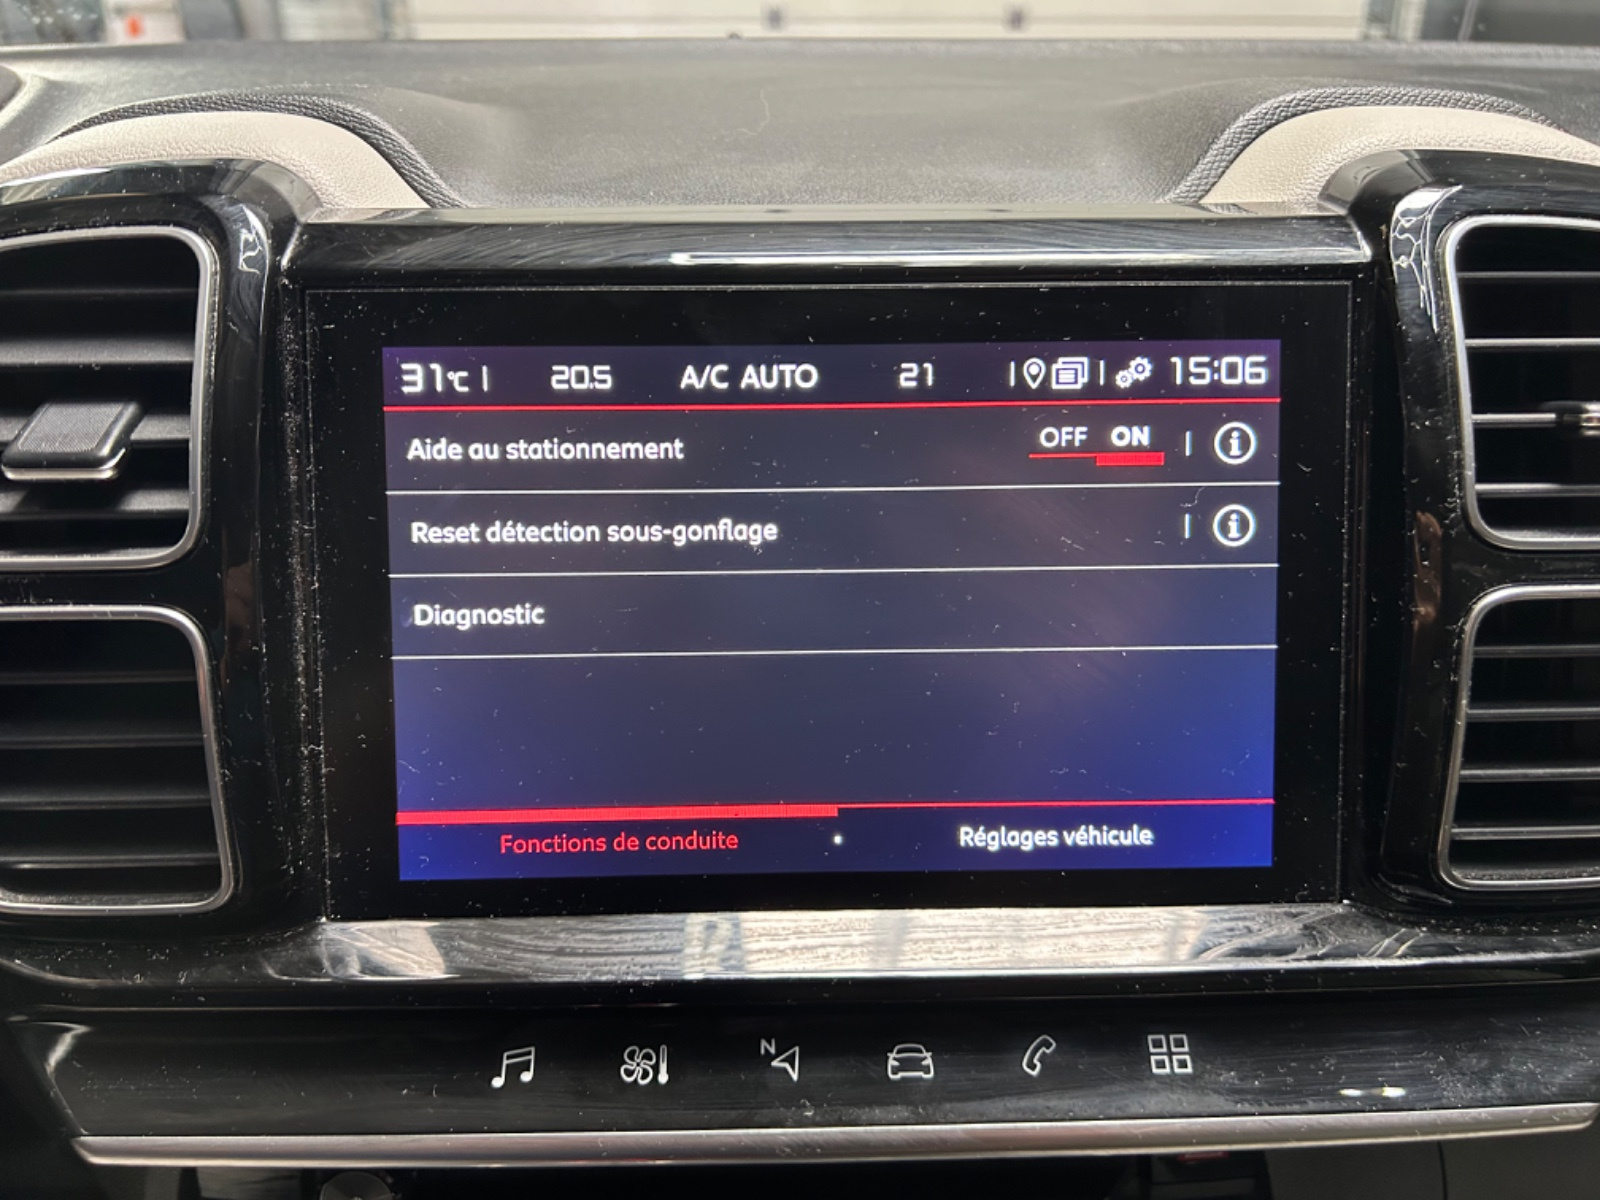 31°C 20.5 A/C AUTO 21 15:06
Aide au stationnement OFF ON i
Reset détection sous-gonflage i
Diagnostic
Fonctions de conduite • Réglages véhicule
N